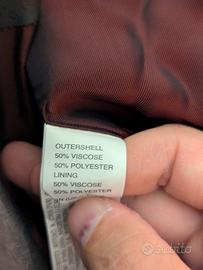 OUTERSHELL
50% VISCOSE
50% POLYESTER
LINING
50% VISCOSE
50% POLYESTER
Subito